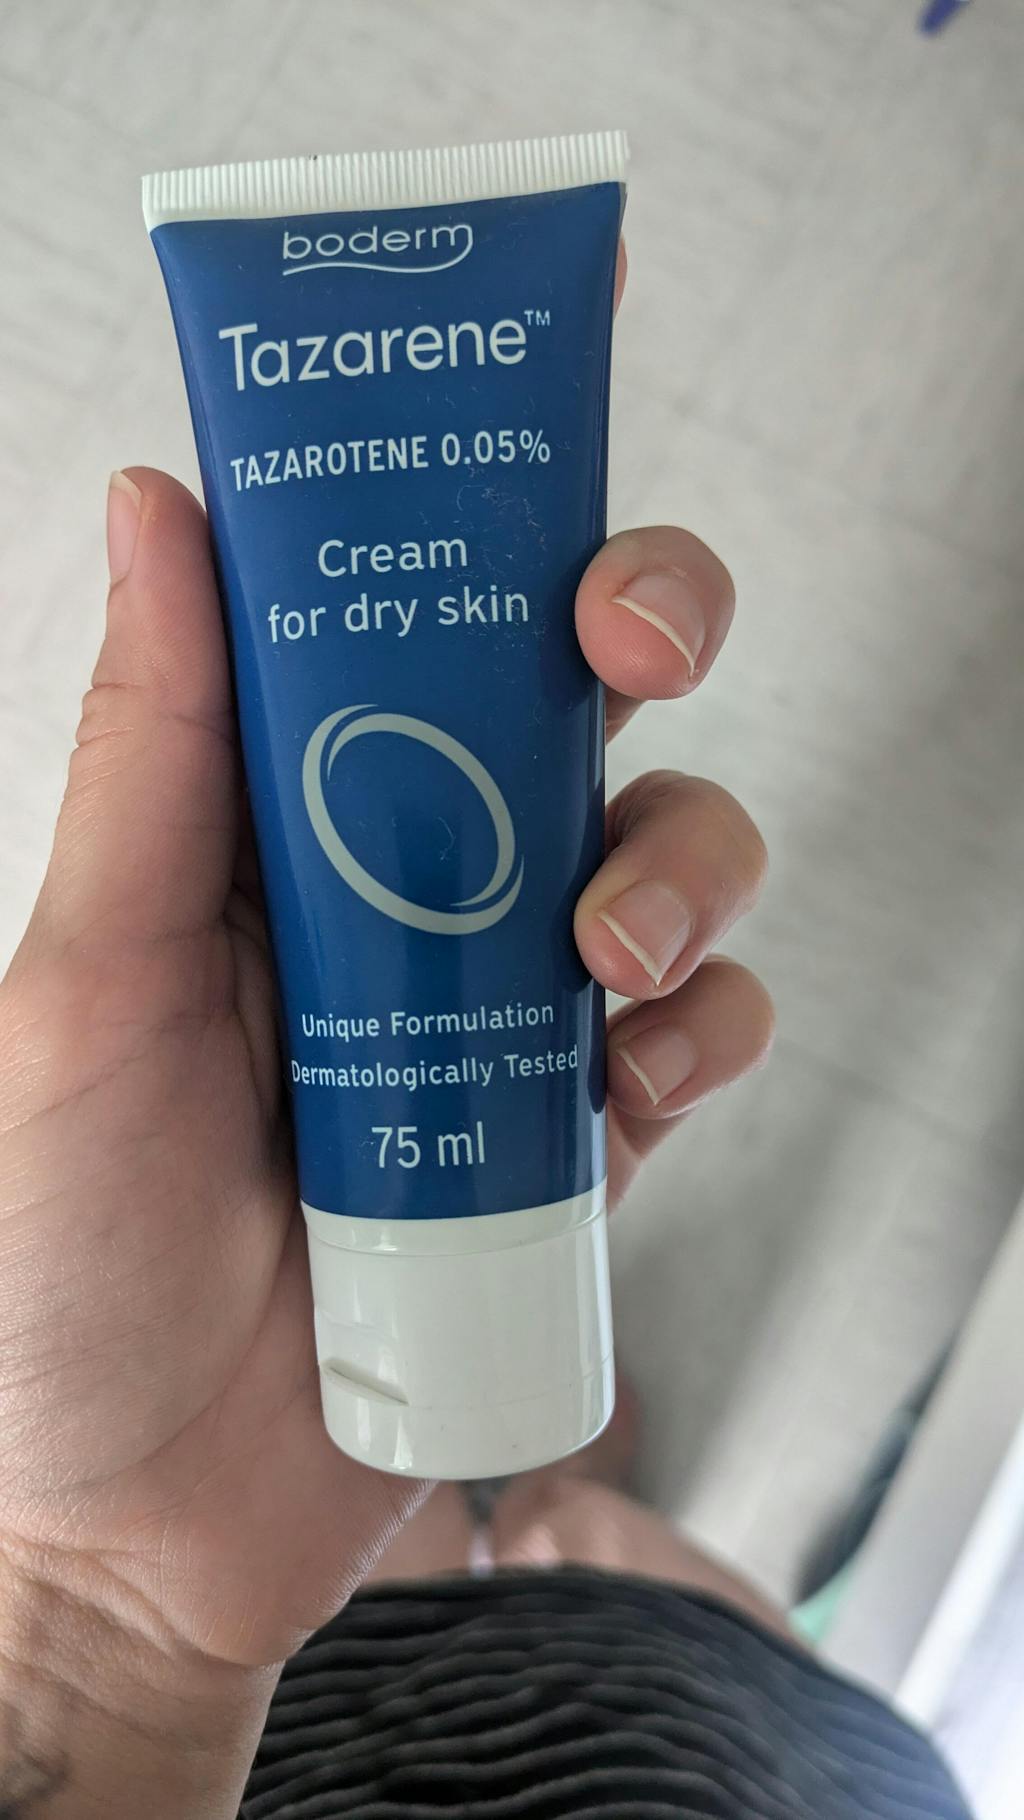 boderm
Tazarene™
TAZAROTENE 0.05%
Cream
for dry skin
Unique Formulation
Dermatologically Tested
75 ml